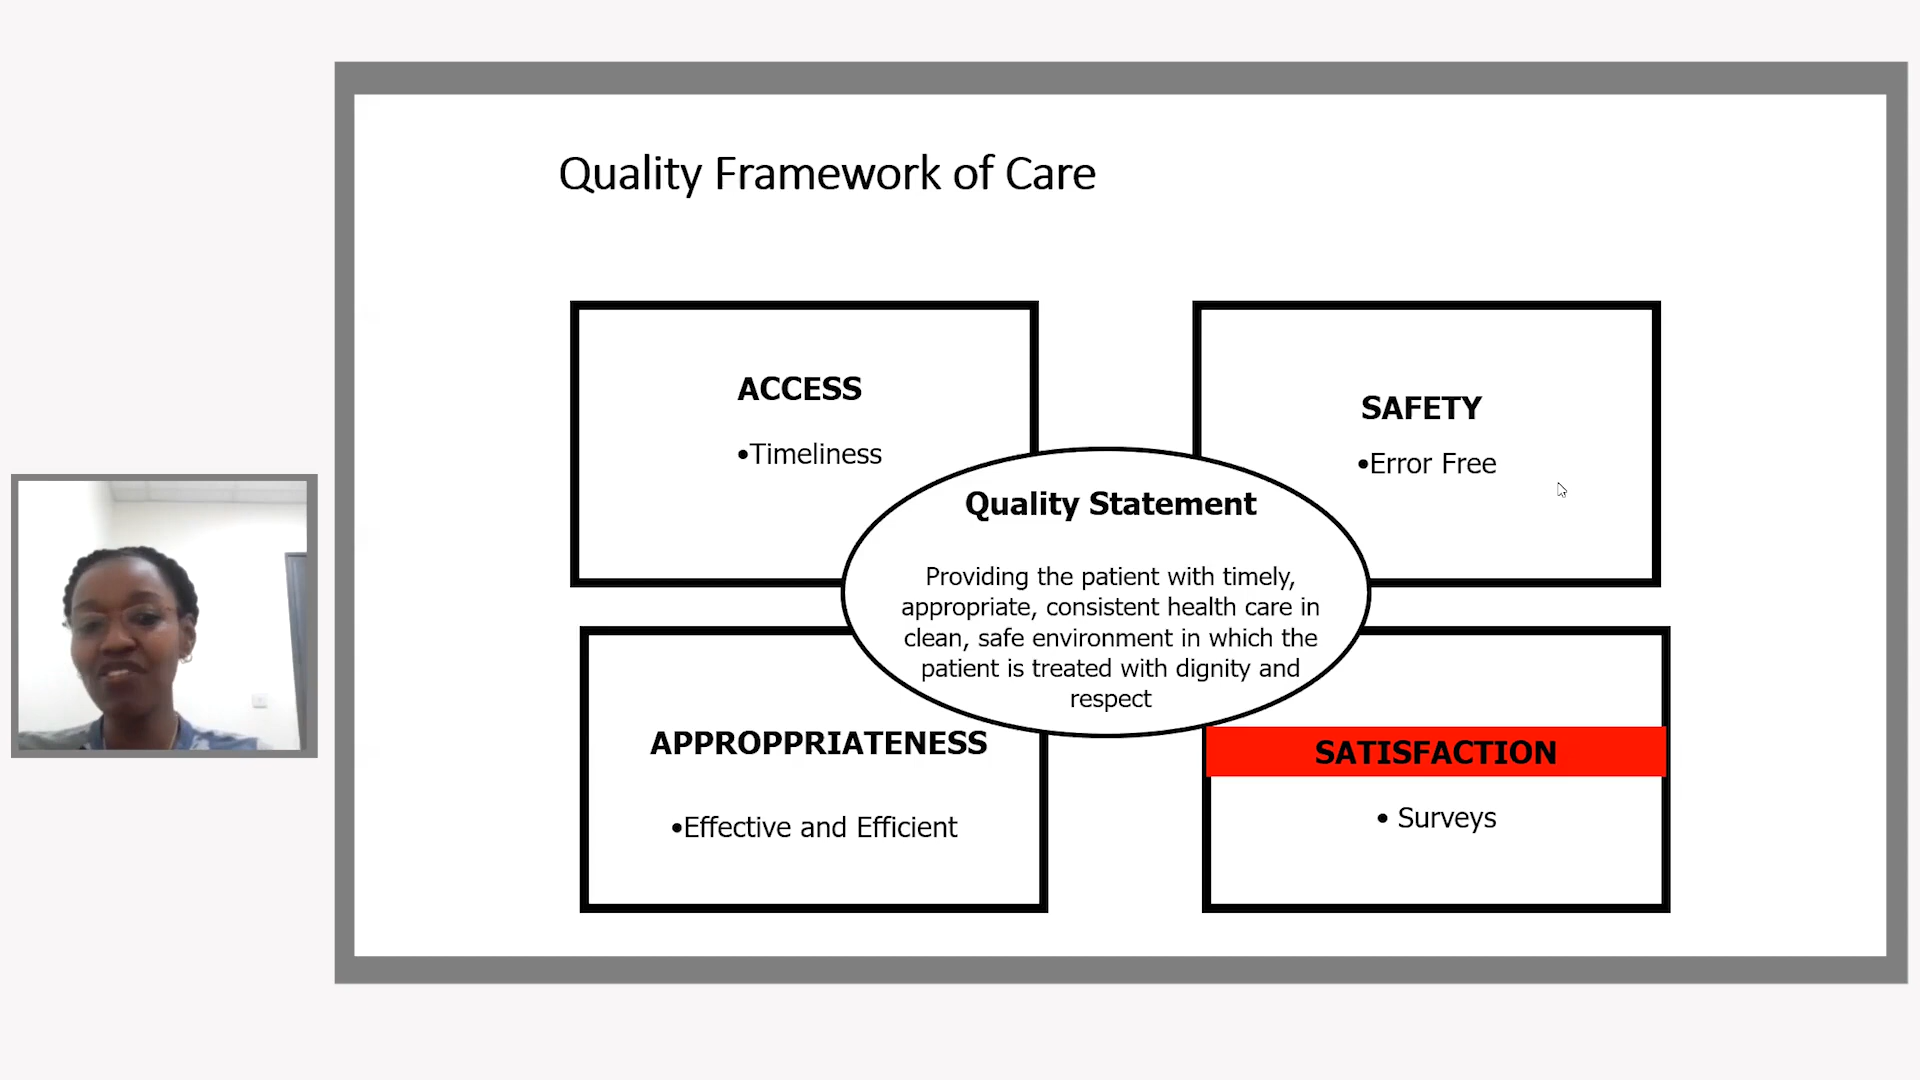 Quality Framework of Care
ACCESS
•Timeliness
SAFETY
•Error Free
Quality Statement
Providing the patient with timely,
appropriate, consistent health care in
clean, safe environment in which the
patient is treated with dignity and
respect
APPROPPRIATENESS
•Effective and Efficient
SATISFACTION
• Surveys